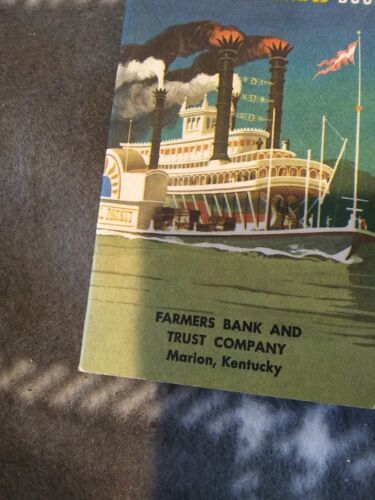 FARMERS BANK AND
TRUST COMPANY
Marion, Kentucky